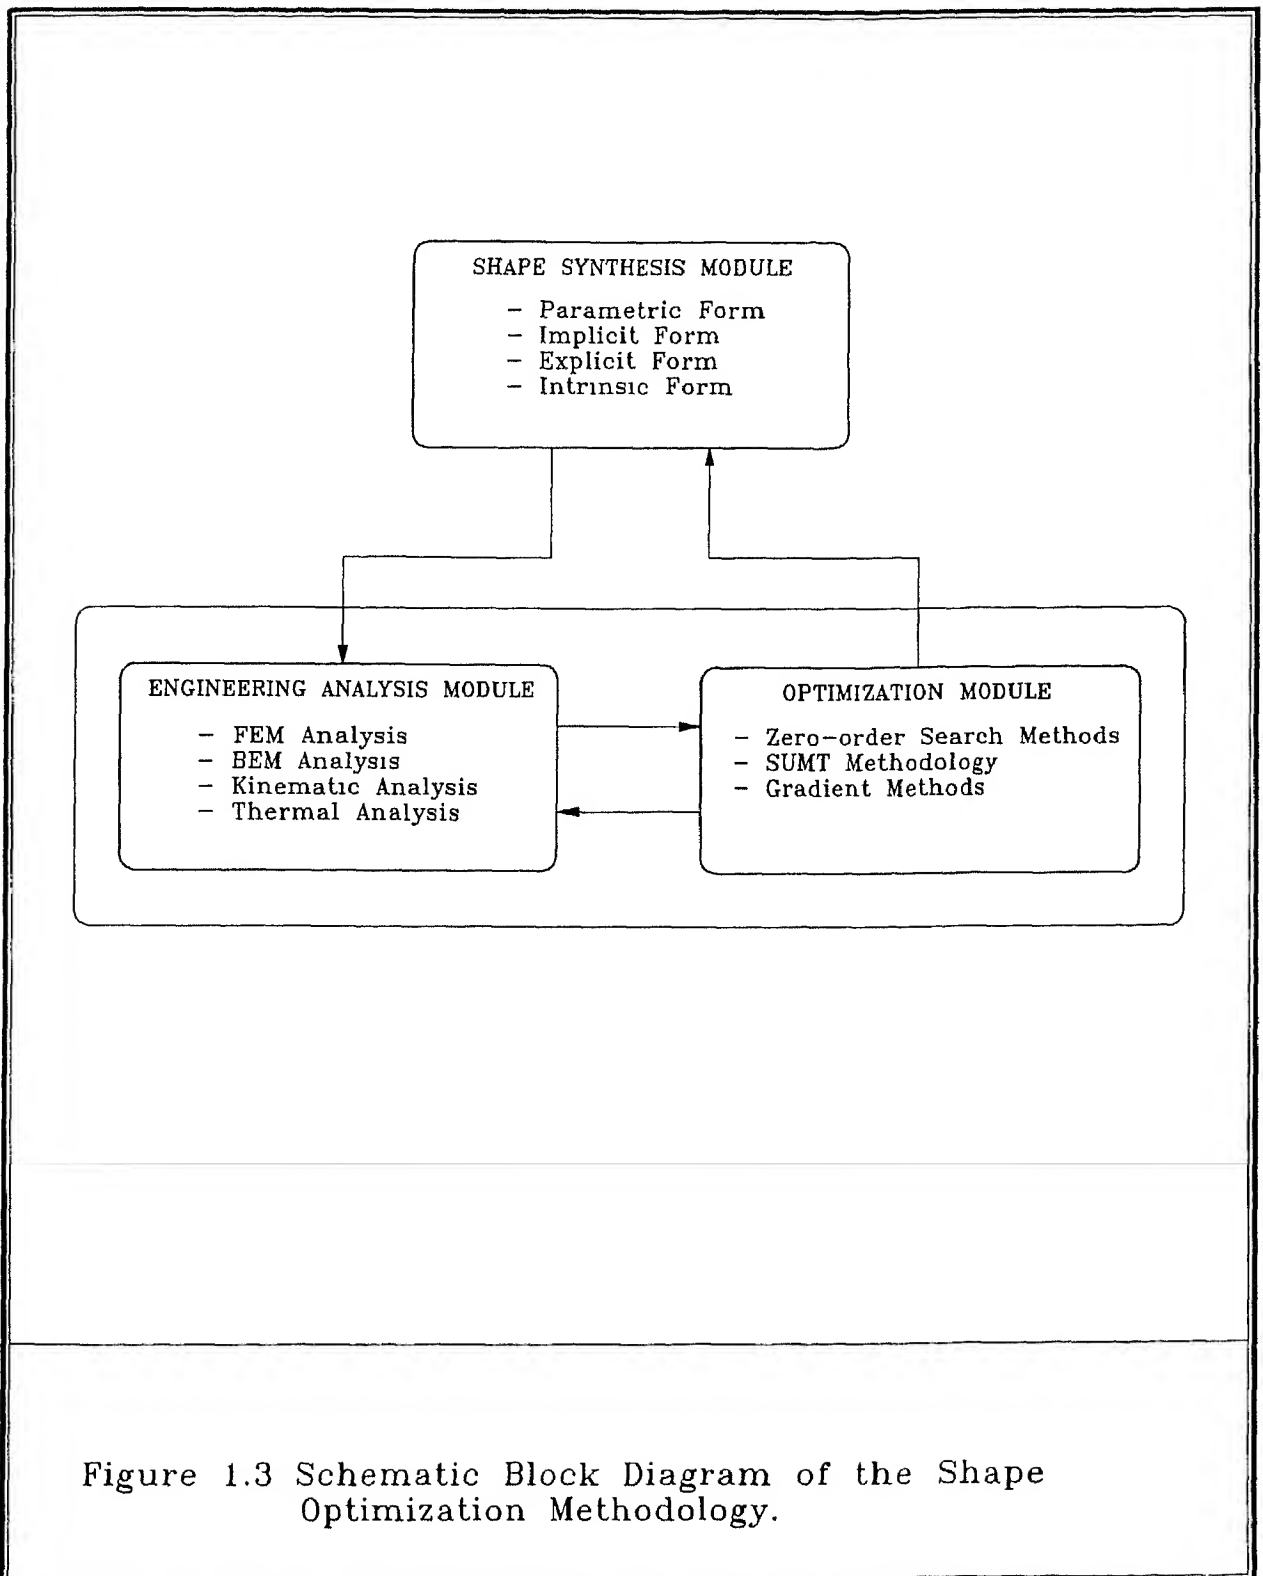 SHAPE SYNTHESIS MODULE
- Parametric Form
- Implicit Form
- Explicit Form
- Intrinsic Form
ENGINEERING ANALYSIS MODULE
- FEM Analysis
- BEM Analysis
- Kinematic Analysis
- Thermal Analysis
OPTIMIZATION MODULE
- Zero-order Search Methods
- SUMT Methodology
- Gradient Methods
Figure 1.3 Schematic Block Diagram of the Shape
Optimization Methodology.